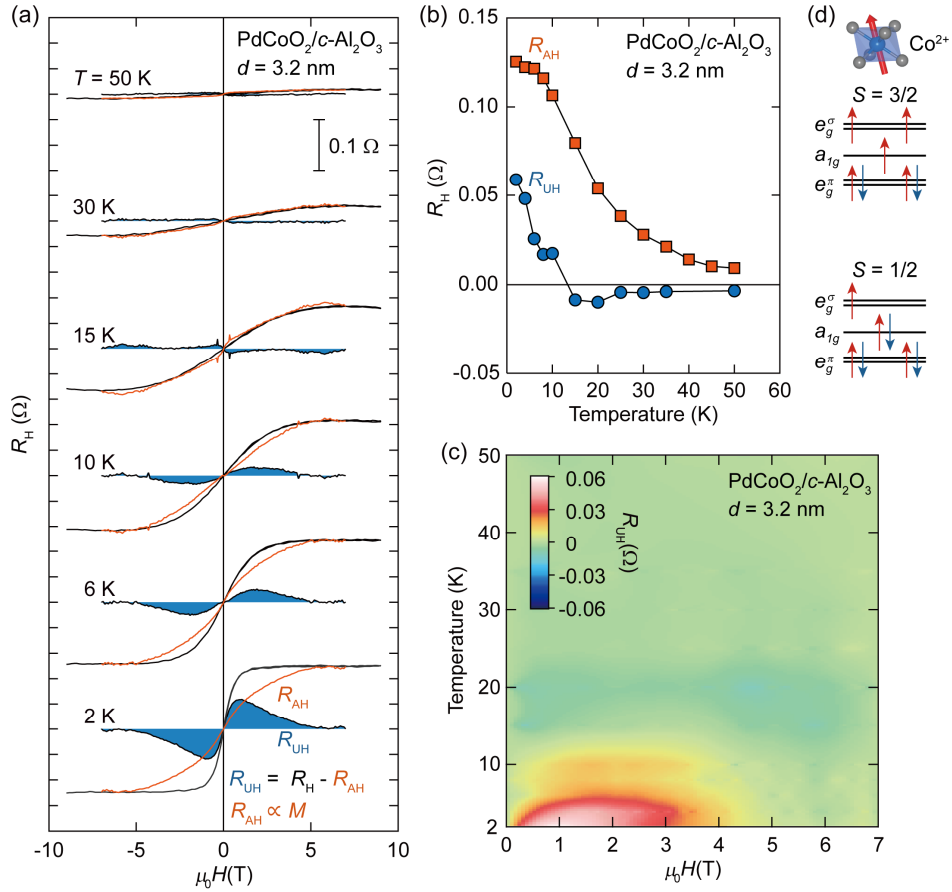 (a)
PdCoO2/c-Al2O3
d = 3.2 nm
T = 50 K
0.1 Ω
30 K
15 K
10 K
6 K
2 K
RAH
RUH
RUH = RH - RAH
RAH ∝ M
RH (Ω)
-10 -5 0 5 10
μ0H(T)
(b)
PdCoO2/c-Al2O3
d = 3.2 nm
RAH
RUH
RH (Ω)
0.15
0.10
0.05
0.00
-0.05
0 10 20 30 40 50 60
Temperature (K)
(d)
Co2+
S = 3/2
egσ
a1g
egπ
S = 1/2
egσ
a1g
egπ
(c)
PdCoO2/c-Al2O3
d = 3.2 nm
0.06
0.03
0
-0.03
-0.06
RUH(Ω)
Temperature (K)
50
40
30
20
10
2
0 1 2 3 4 5 6 7
μ0H(T)